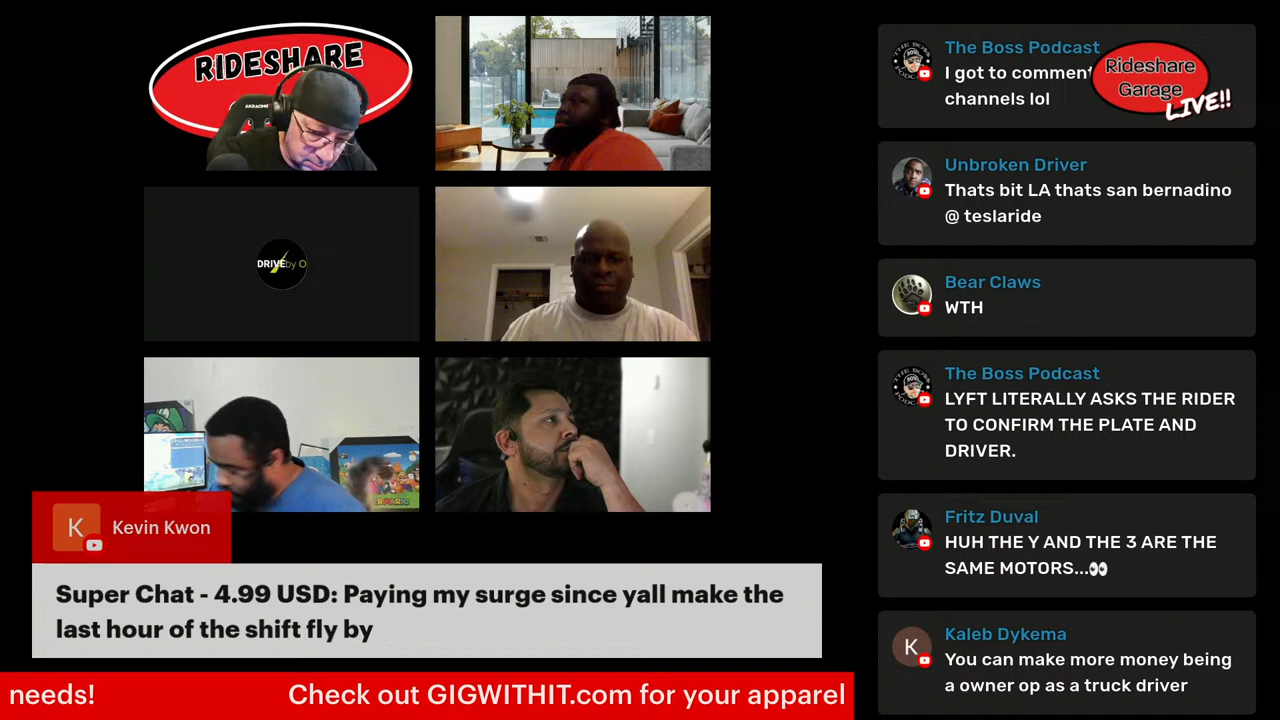 RIDESHARE
AKRACING
DRIVEby O
Kevin Kwon
Super Chat - 4.99 USD: Paying my surge since yall make the
last hour of the shift fly by
needs!
Check out GIGWITHIT.com for your apparel
The Boss Podcast
I got to comment
channels lol
Rideshare
Garage
LIVE!!
Unbroken Driver
Thats bit LA thats san bernadino
@ teslaride
Bear Claws
WTH
The Boss Podcast
LYFT LITERALLY ASKS THE RIDER
TO CONFIRM THE PLATE AND
DRIVER.
Fritz Duval
HUH THE Y AND THE 3 ARE THE
SAME MOTORS...👀
Kaleb Dykema
You can make more money being
a owner op as a truck driver